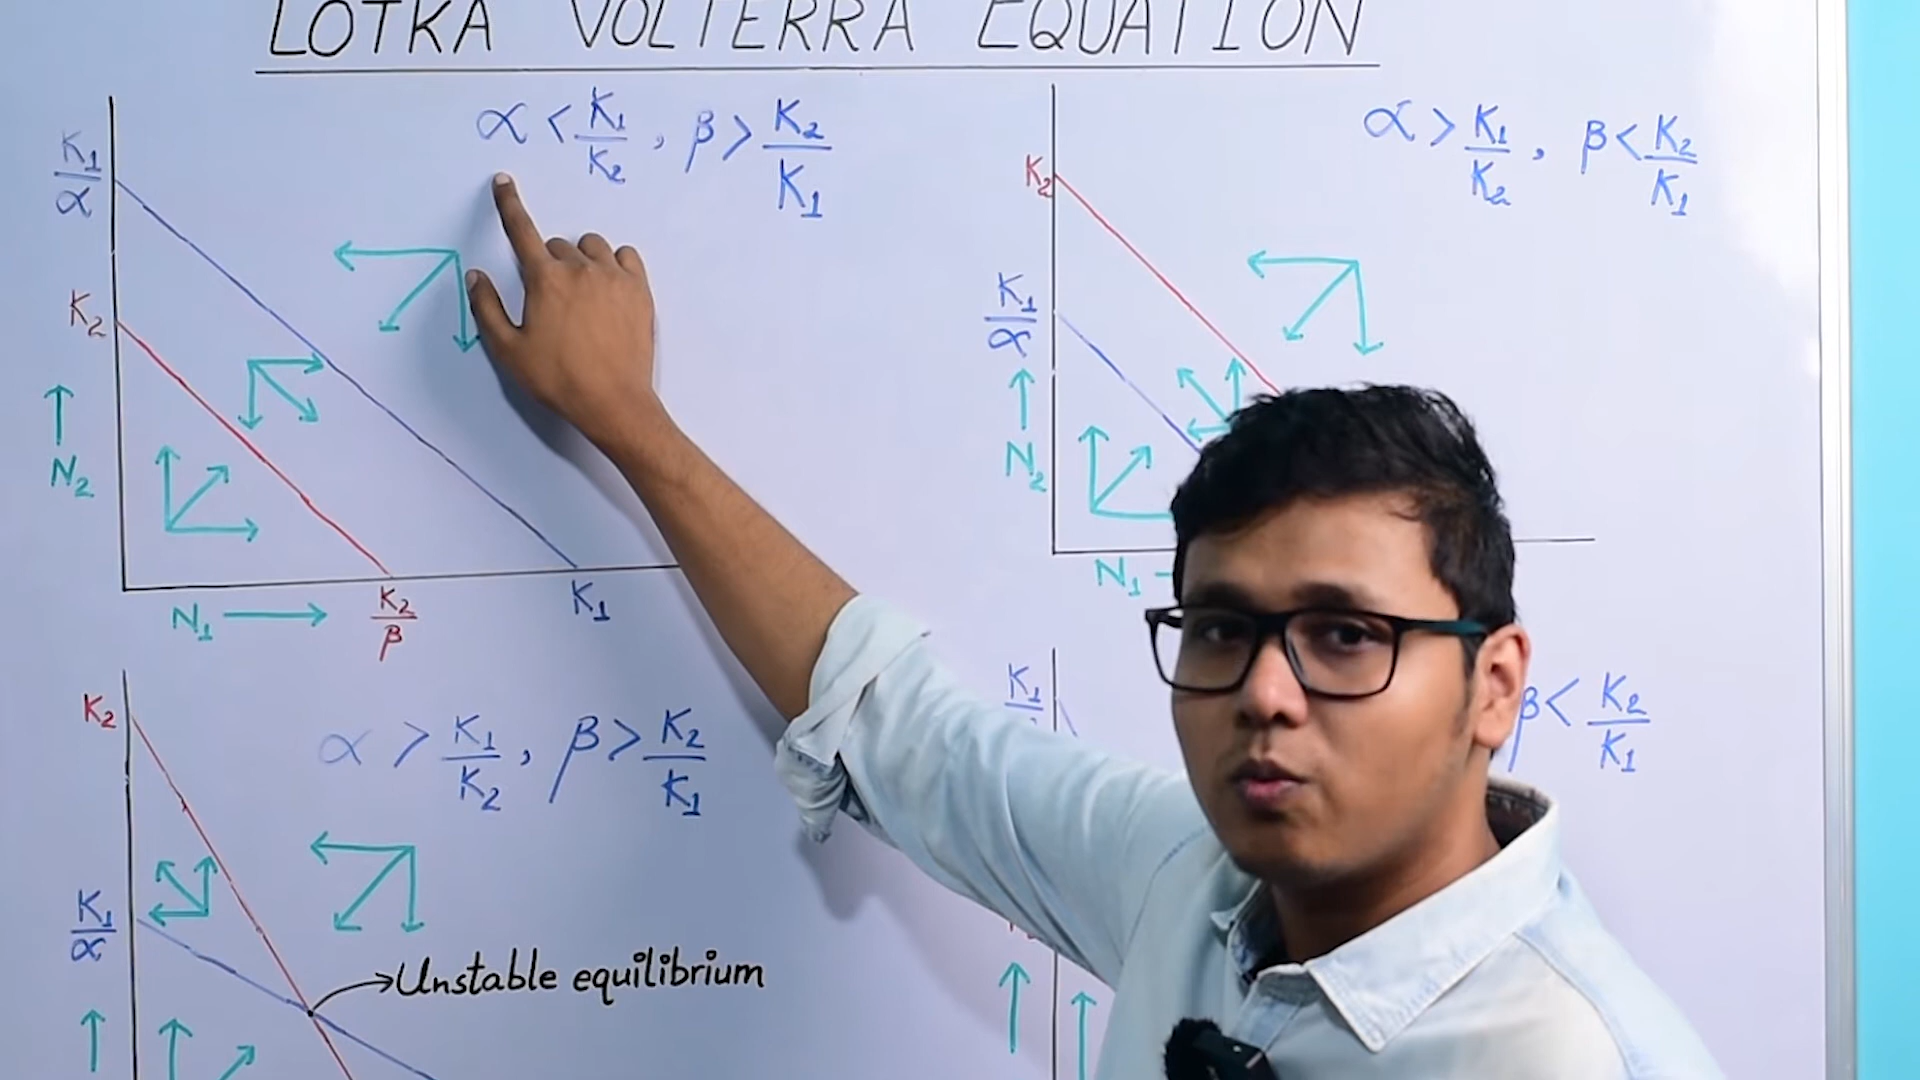 LOTKA VOLTERRA EQUATION
α < K₁/K₂ , β > K₂/K₁
K₁/α
K₂
↑
N₂
N₁ →
K₂/β
K₁
α > K₁/K₂ , β < K₂/K₁
K₂
K₁/α
↑
N₂
N₁
α > K₁/K₂ , β > K₂/K₁
K₂
K₁/α
→Unstable equilibrium
↑
β < K₂/K₁
K₁
↑